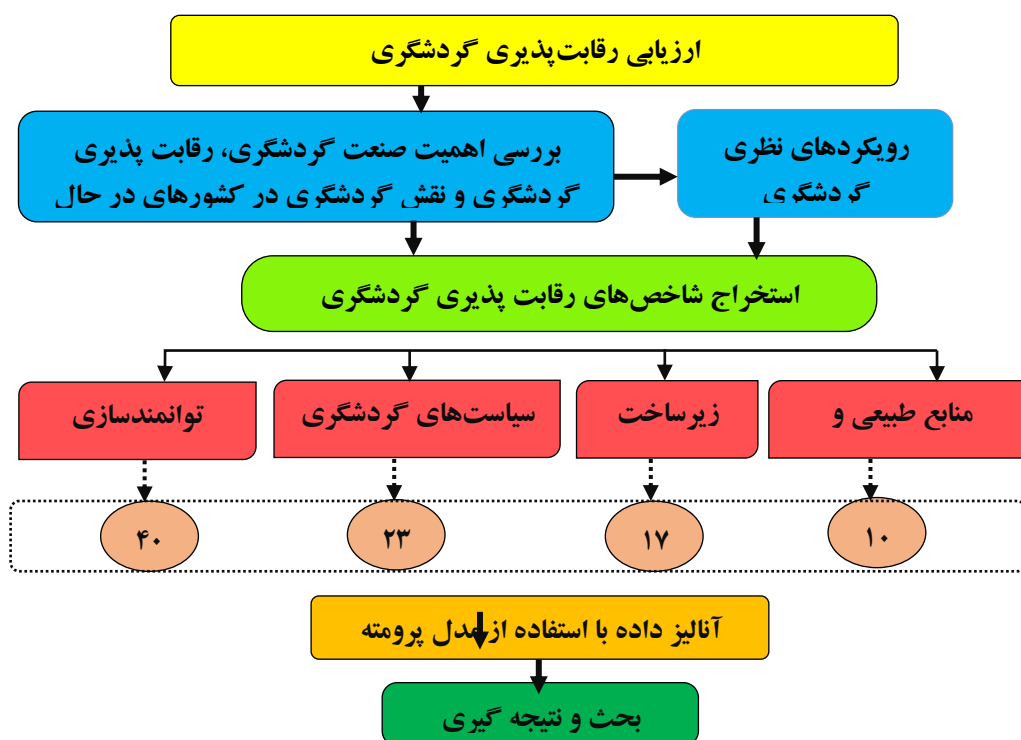 ارزیابی رقابت‌پذیری گردشگری
رویکردهای نظری
گردشگری
بررسی اهمیت صنعت گردشگری، رقابت پذیری
گردشگری و نقش گردشگری در کشورهای در حال
استخراج شاخص‌های رقابت پذیری گردشگری
منابع طبیعی و
زیرساخت
سیاست‌های گردشگری
توانمندسازی
۱۰
۱۷
۲۳
۴۰
آنالیز داده با استفاده از مدل پرومته
بحث و نتیجه گیری